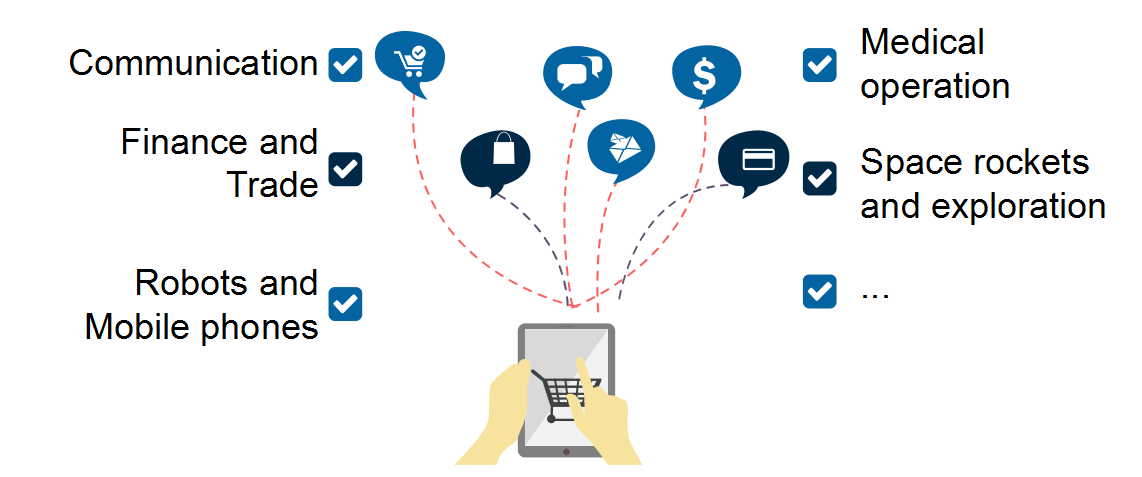 Communication
Finance and
Trade
Robots and
Mobile phones
$
Medical
operation
Space rockets
and exploration
...